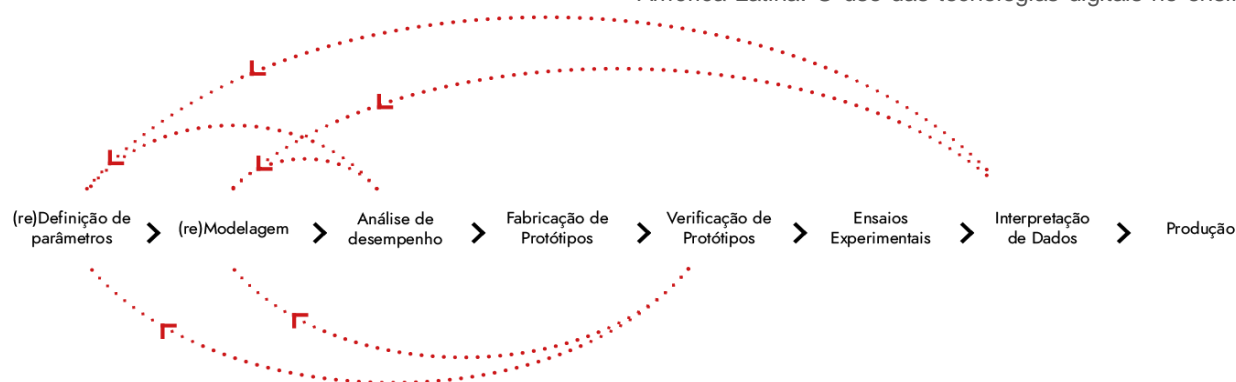 América Latina: O uso das tecnologias digitais no
(re)Definição de
parâmetros
(re)Modelagem
Análise de
desempenho
Fabricação de
Protótipos
Verificação de
Protótipos
Ensaios
Experimentais
Interpretação
de Dados
Produção